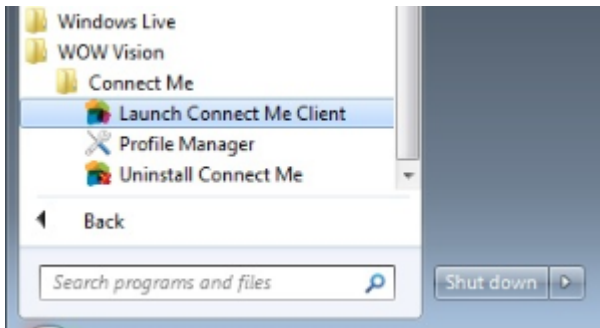 Windows Live
WOW Vision
Connect Me
Launch Connect Me Client
Profile Manager
Uninstall Connect Me
Back
Search programs and files
Shut down